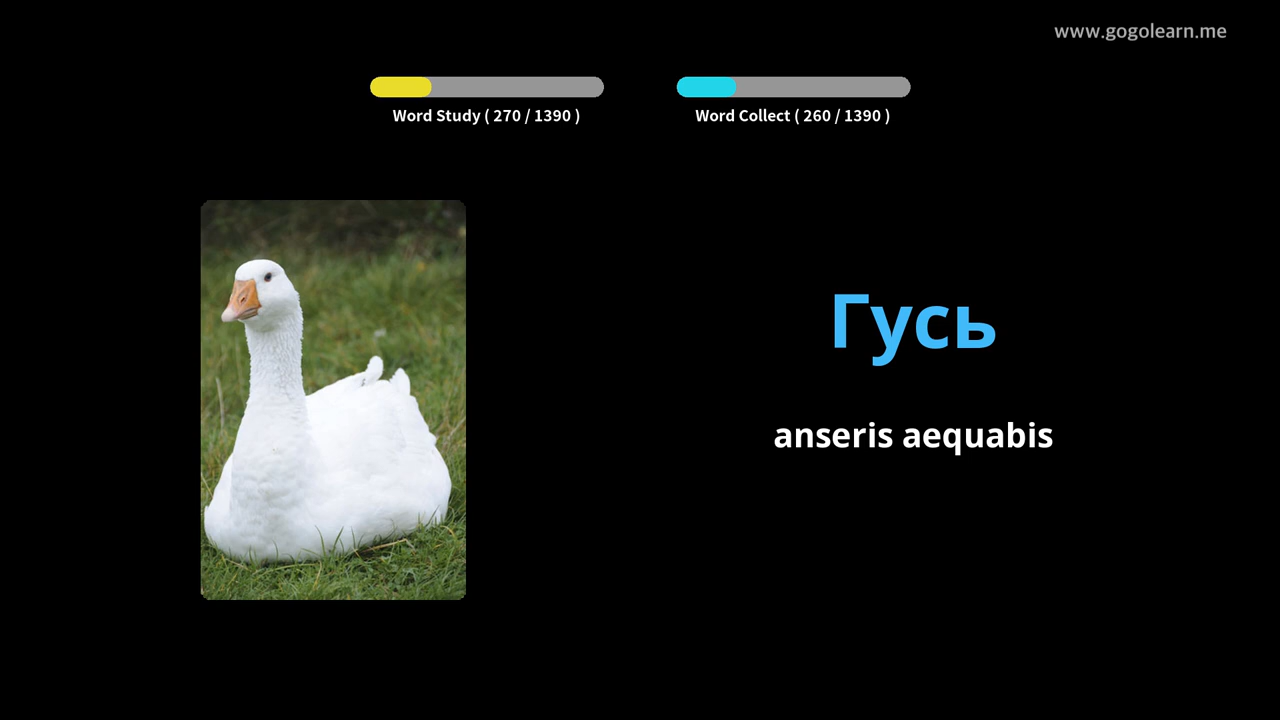 www.gogolearn.me
Word Study ( 270 / 1390 )
Word Collect ( 260 / 1390 )
Гусь
anseris aequabis